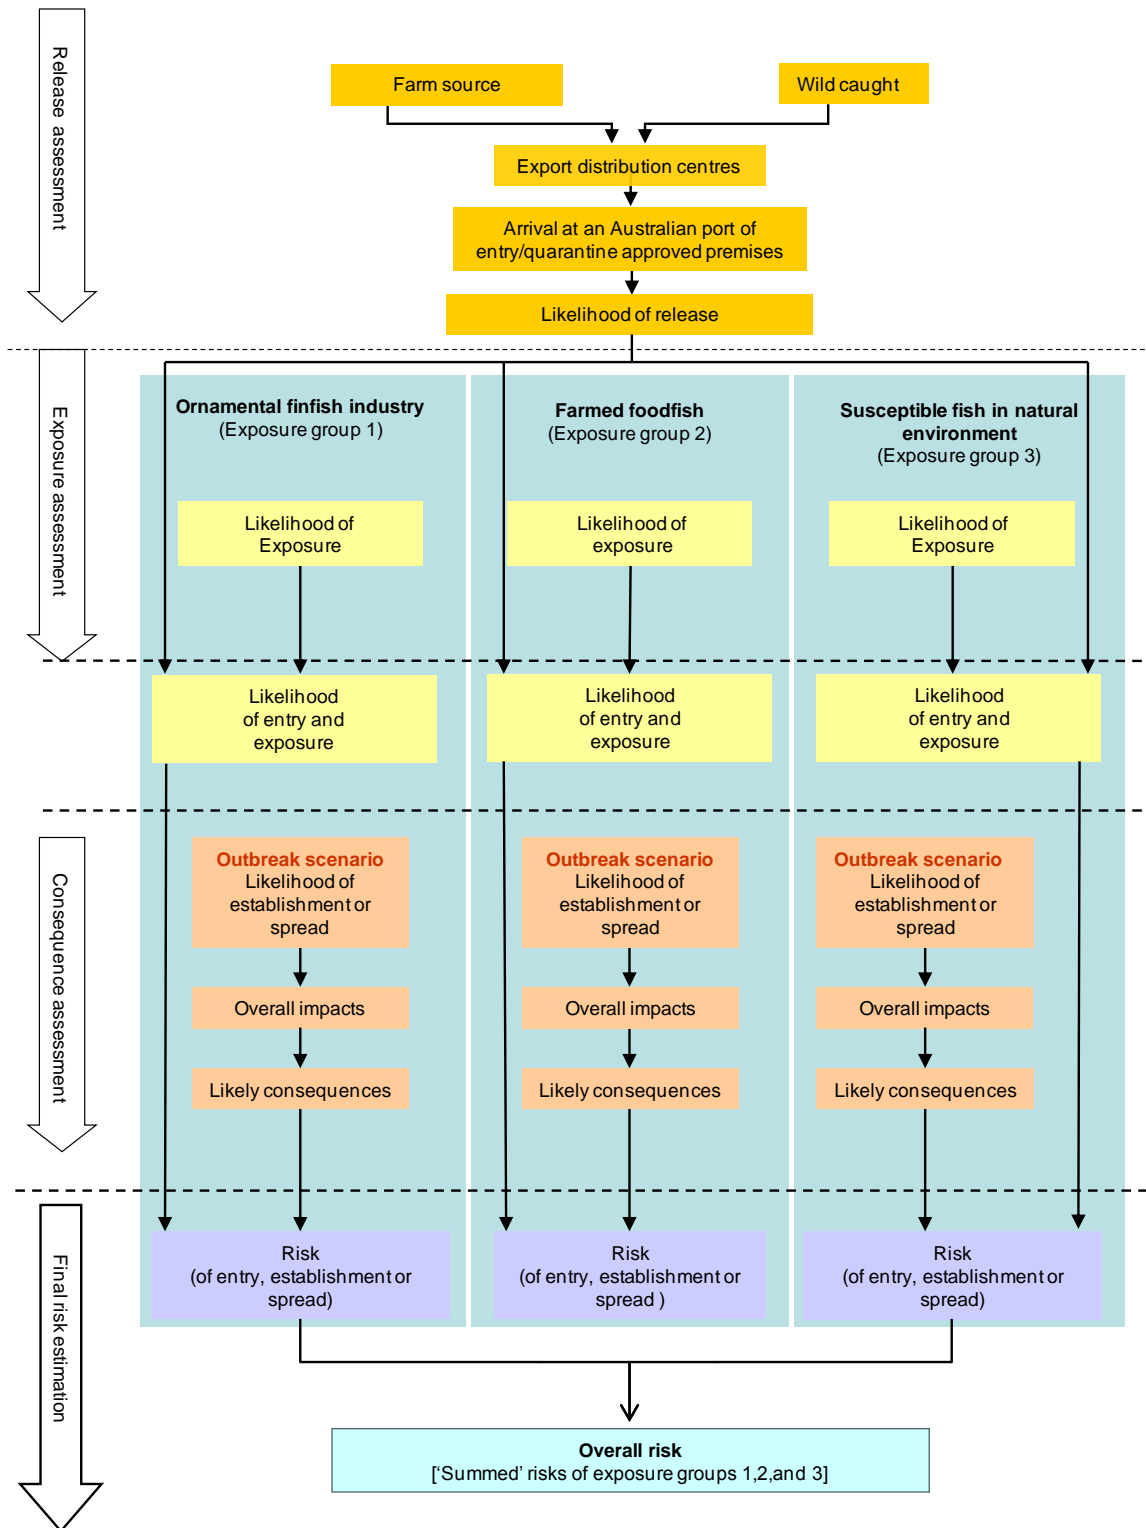 Release assessment
Farm source
Wild caught
Export distribution centres
Arrival at an Australian port of
entry/quarantine approved premises
Likelihood of release
Exposure assessment
Ornamental finfish industry
(Exposure group 1)
Farmed foodfish
(Exposure group 2)
Susceptible fish in natural
environment
(Exposure group 3)
Likelihood of
Exposure
Likelihood of
exposure
Likelihood of
Exposure
Likelihood
of entry and
exposure
Likelihood
of entry and
exposure
Likelihood
of entry and
exposure
Consequence assessment
Outbreak scenario
Likelihood of
establishment or
spread
Outbreak scenario
Likelihood of
establishment or
spread
Outbreak scenario
Likelihood of
establishment or
spread
Overall impacts
Overall impacts
Overall impacts
Likely consequences
Likely consequences
Likely consequences
Final risk estimation
Risk
(of entry, establishment or
spread)
Risk
(of entry, establishment or
spread )
Risk
(of entry, establishment or
spread)
Overall risk
[‘Summed’ risks of exposure groups 1,2,and 3]